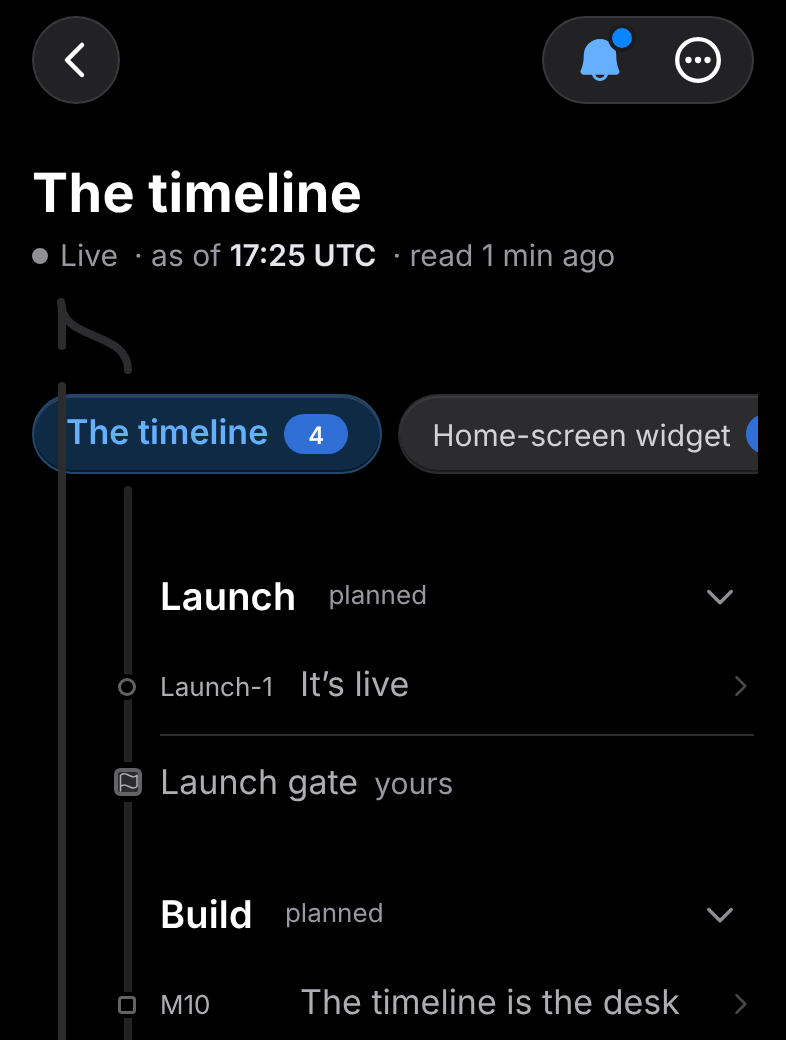 The timeline
Live · as of 17:25 UTC · read 1 min ago
The timeline 4 Home-screen widget
Launch planned
Launch-1 It’s live
Launch gate yours
Build planned
M10 The timeline is the desk